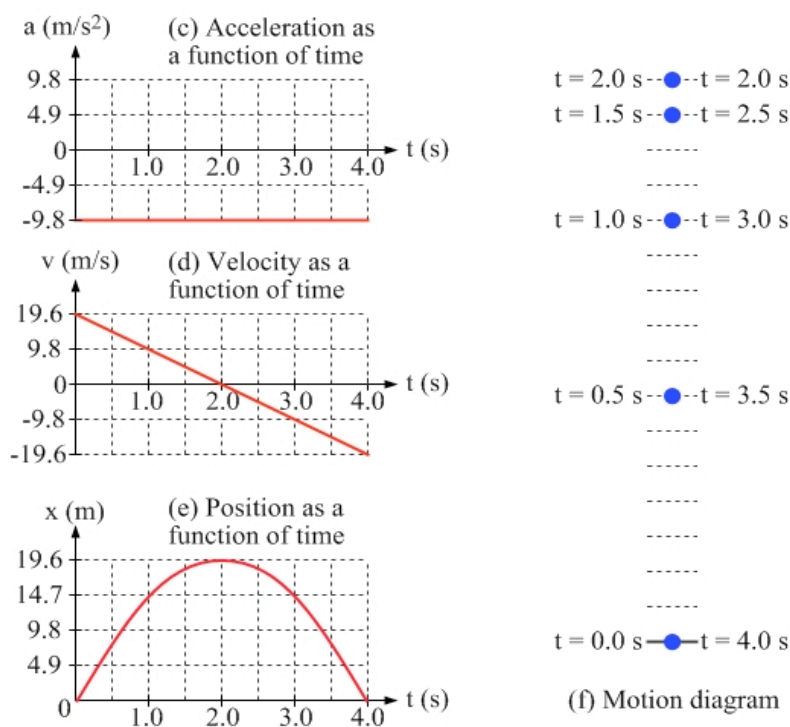 a (m/s²)
(c) Acceleration as
a function of time
9.8
4.9
0
1.0 2.0 3.0 4.0 t (s)
-4.9
-9.8
v (m/s)
(d) Velocity as a
function of time
19.6
9.8
0
1.0 2.0 3.0 4.0 t (s)
-9.8
-19.6
x (m)
(e) Position as a
function of time
19.6
14.7
9.8
4.9
0
1.0 2.0 3.0 4.0 t (s)
t = 2.0 s t = 2.0 s
t = 1.5 s t = 2.5 s
t = 1.0 s t = 3.0 s
t = 0.5 s t = 3.5 s
t = 0.0 s t = 4.0 s
(f) Motion diagram